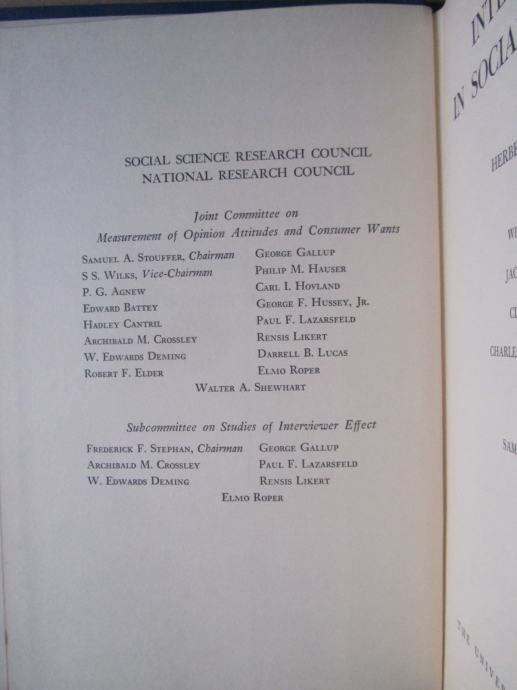 SOCIAL SCIENCE RESEARCH COUNCIL
NATIONAL RESEARCH COUNCIL
Joint Committee on
Measurement of Opinion Attitudes and Consumer Wants
SAMUEL A. STOUFFER, Chairman
S S. WILKS, Vice-Chairman
P. G. AGNEW
EDWARD BATTEY
HADLEY CANTRIL
ARCHIBALD M. CROSSLEY
W. EDWARDS DEMING
ROBERT F. ELDER
GEORGE GALLUP
PHILIP M. HAUSER
CARL I. HOVLAND
GEORGE F. HUSSEY, JR.
PAUL F. LAZARSFELD
RENSIS LIKERT
DARRELL B. LUCAS
ELMO ROPER
WALTER A. SHEWHART
Subcommittee on Studies of Interviewer Effect
FREDERICK F. STEPHAN, Chairman
ARCHIBALD M. CROSSLEY
W. EDWARDS DEMING
GEORGE GALLUP
PAUL F. LAZARSFELD
RENSIS LIKERT
ELMO ROPER
IN
CHARLES
THE